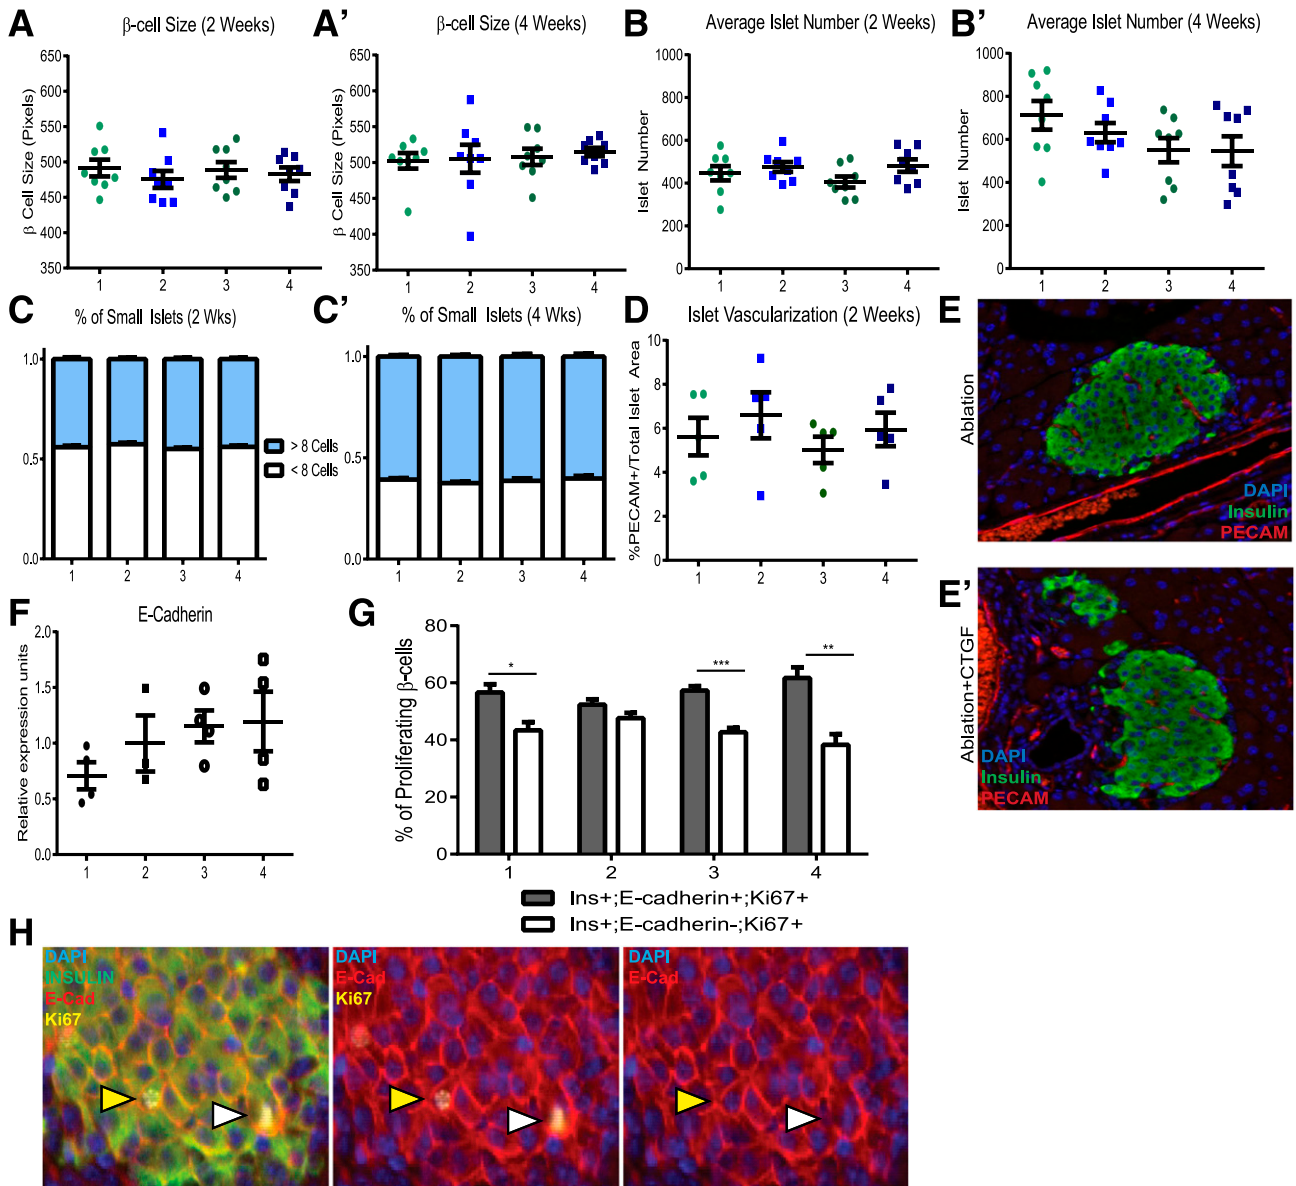 A
β-cell Size (2 Weeks)
β Cell Size (Pixels)
650
600
550
500
450
400
350
1 2 3 4
A'
β-cell Size (4 Weeks)
β Cell Size (Pixels)
650
600
550
500
450
400
350
1 2 3 4
B
Average Islet Number (2 Weeks)
Islet Number
1000
800
600
400
200
0
1 2 3 4
B'
Average Islet Number (4 Weeks)
Islet Number
1000
800
600
400
200
0
1 2 3 4
C
% of Small Islets (2 Wks)
1.0
0.5
0.0
1 2 3 4
> 8 Cells
< 8 Cells
C'
% of Small Islets (4 Wks)
1.0
0.5
0.0
1 2 3 4
D
Islet Vascularization (2 Weeks)
%PECAM+/Total Islet Area
10
8
6
4
2
0
1 2 3 4
E
Ablation
DAPI
Insulin
PECAM
E'
Ablation+CTGF
DAPI
Insulin
PECAM
F
E-Cadherin
Relative expression units
2.0
1.5
1.0
0.5
0.0
1 2 3 4
G
% of Proliferating β-cells
80
60
40
20
0
* *** **
1 2 3 4
Ins+;E-cadherin+;Ki67+
Ins+;E-cadherin-;Ki67+
H
DAPI
INSULIN
E-Cad
Ki67
DAPI
E-Cad
Ki67
DAPI
E-Cad